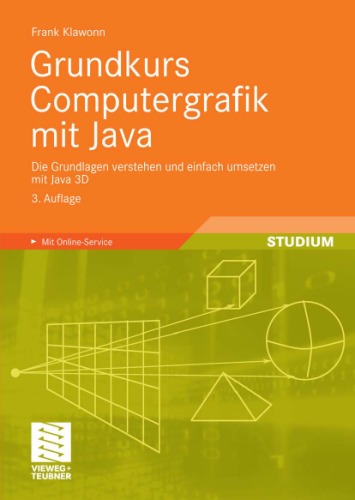 Frank Klawonn
Grundkurs
Computergrafik
mit Java
Die Grundlagen verstehen und einfach umsetzen
mit Java 3D
3. Auflage
Mit Online-Service
STUDIUM
VIEWEG+
TEUBNER